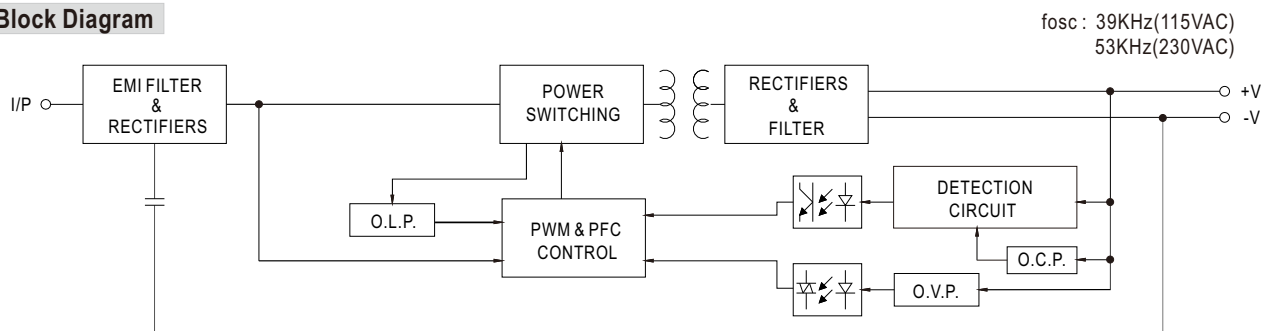 Block Diagram
fosc : 39KHz(115VAC)
53KHz(230VAC)
I/P
EMI FILTER
&
RECTIFIERS
POWER
SWITCHING
RECTIFIERS
&
FILTER
+V
-V
O.L.P.
PWM & PFC
CONTROL
DETECTION
CIRCUIT
O.C.P.
O.V.P.